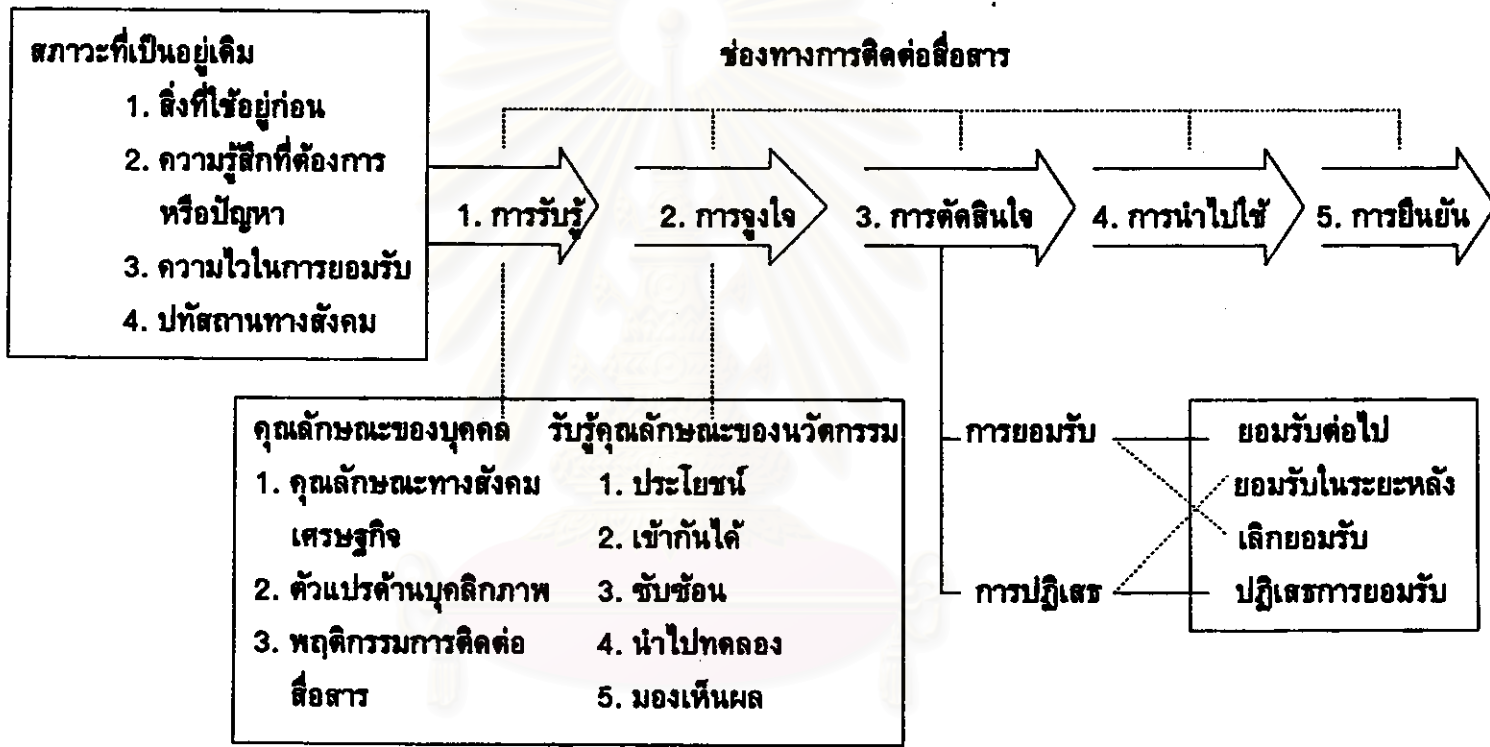 สภาวะที่เป็นอยู่เดิม
1. สิ่งที่ใช้อยู่ก่อน
2. ความรู้สึกที่ต้องการ
หรือปัญหา
3. ความไวในการยอมรับ
4. ปทัสถานทางสังคม
ช่องทางการติดต่อสื่อสาร
1. การรับรู้
2. การจูงใจ
3. การตัดสินใจ
4. การนำไปใช้
5. การยืนยัน
คุณลักษณะของบุคคล
1. คุณลักษณะทางสังคม
เศรษฐกิจ
2. ตัวแปรด้านบุคลิกภาพ
3. พฤติกรรมการติดต่อ
สื่อสาร
รับรู้คุณลักษณะของนวัตกรรม
1. ประโยชน์
2. เข้ากันได้
3. ซับซ้อน
4. นำไปทดลอง
5. มองเห็นผล
การยอมรับ
การปฏิเสธ
ยอมรับต่อไป
ยอมรับในระยะหลัง
เลิกยอมรับ
ปฏิเสธการยอมรับ